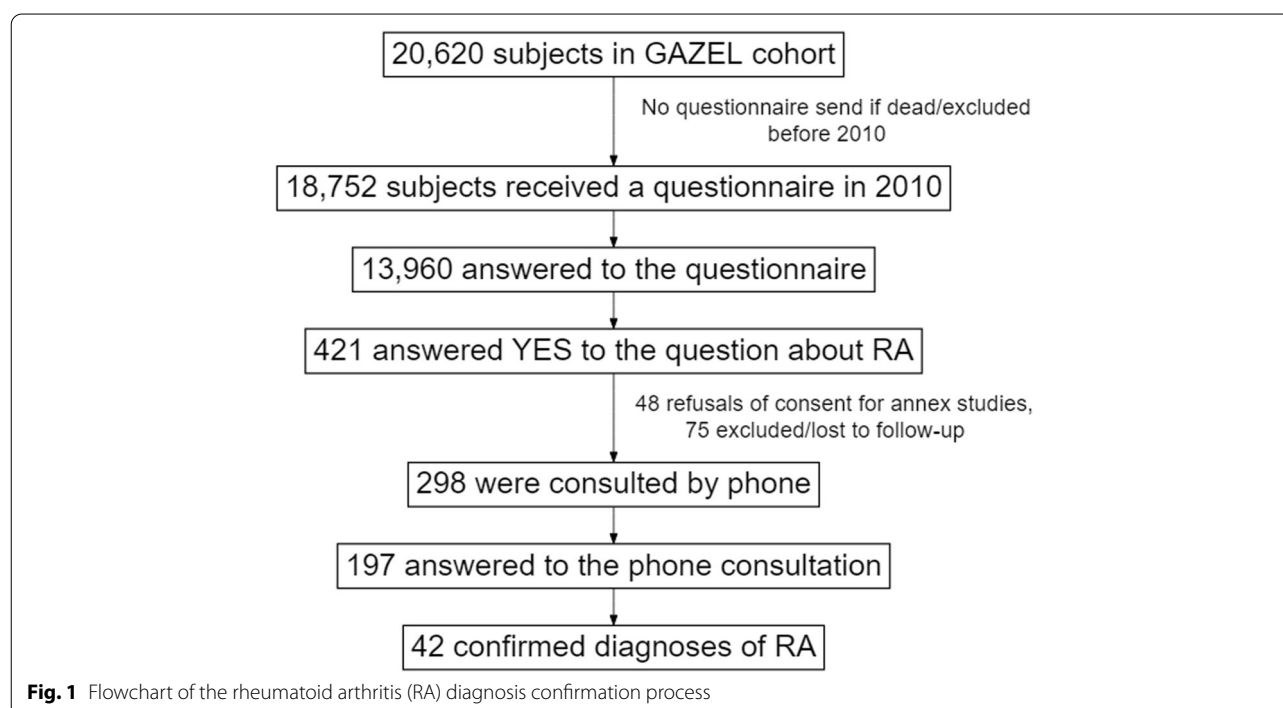 20,620 subjects in GAZEL cohort
No questionnaire send if dead/excluded
before 2010
18,752 subjects received a questionnaire in 2010
13,960 answered to the questionnaire
421 answered YES to the question about RA
48 refusals of consent for annex studies,
75 excluded/lost to follow-up
298 were consulted by phone
197 answered to the phone consultation
42 confirmed diagnoses of RA
Fig. 1 Flowchart of the rheumatoid arthritis (RA) diagnosis confirmation process